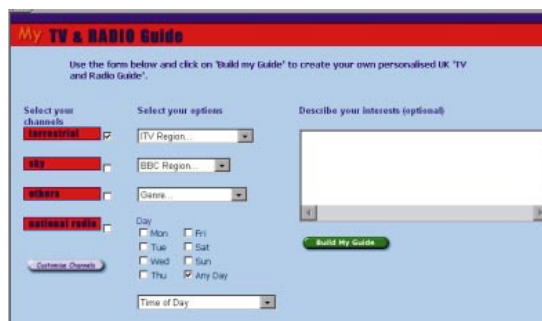 My TV & RADIO Guide
Use the form below and click on 'Build my Guide' to create your own personalised UK 'TV
and Radio Guide'.
Select your
channels
terrestrial
sky
others
national radio
Customise Channels
Select your options
ITV Region...
BBC Region...
Genre...
Day
Mon Fri
Tue Sat
Wed Sun
Thu Any Day
Time of Day
Describe your interests (optional)
Build My Guide